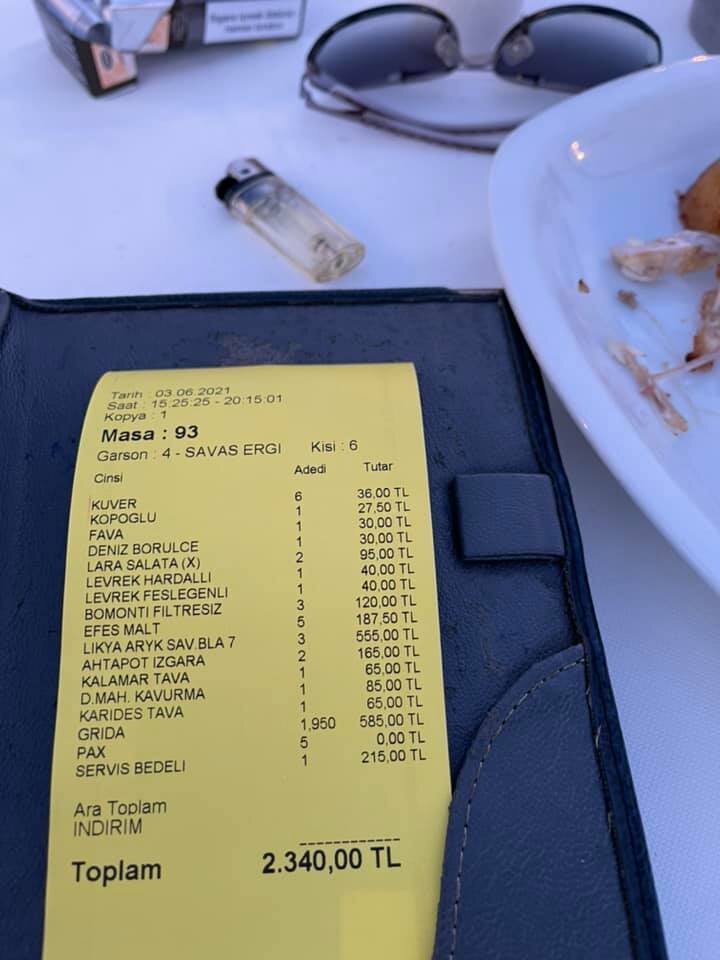 Tarih : 03.06.2021
Saat : 15:25:25 - 20:15:01
Kopya : 1
Masa : 93
Garson : 4 - SAVAS ERGI Kisi : 6
Cinsi Adedi Tutar
KUVER 6 36,00 TL
KOPOGLU 1 27,50 TL
FAVA 1 30,00 TL
DENIZ BORULCE 1 30,00 TL
LARA SALATA (X) 2 95,00 TL
LEVREK HARDALLI 1 40,00 TL
LEVREK FESLEGENLI 1 40,00 TL
BOMONTI FILTRESIZ 3 120,00 TL
EFES MALT 5 187,50 TL
LIKYA ARYK SAV.BLA 7 3 555,00 TL
AHTAPOT IZGARA 2 165,00 TL
KALAMAR TAVA 1 65,00 TL
D.MAH. KAVURMA 1 85,00 TL
KARIDES TAVA 1 65,00 TL
GRIDA 1,950 585,00 TL
PAX 5 0,00 TL
SERVIS BEDELI 1 215,00 TL
Ara Toplam
INDIRIM
Toplam 2.340,00 TL